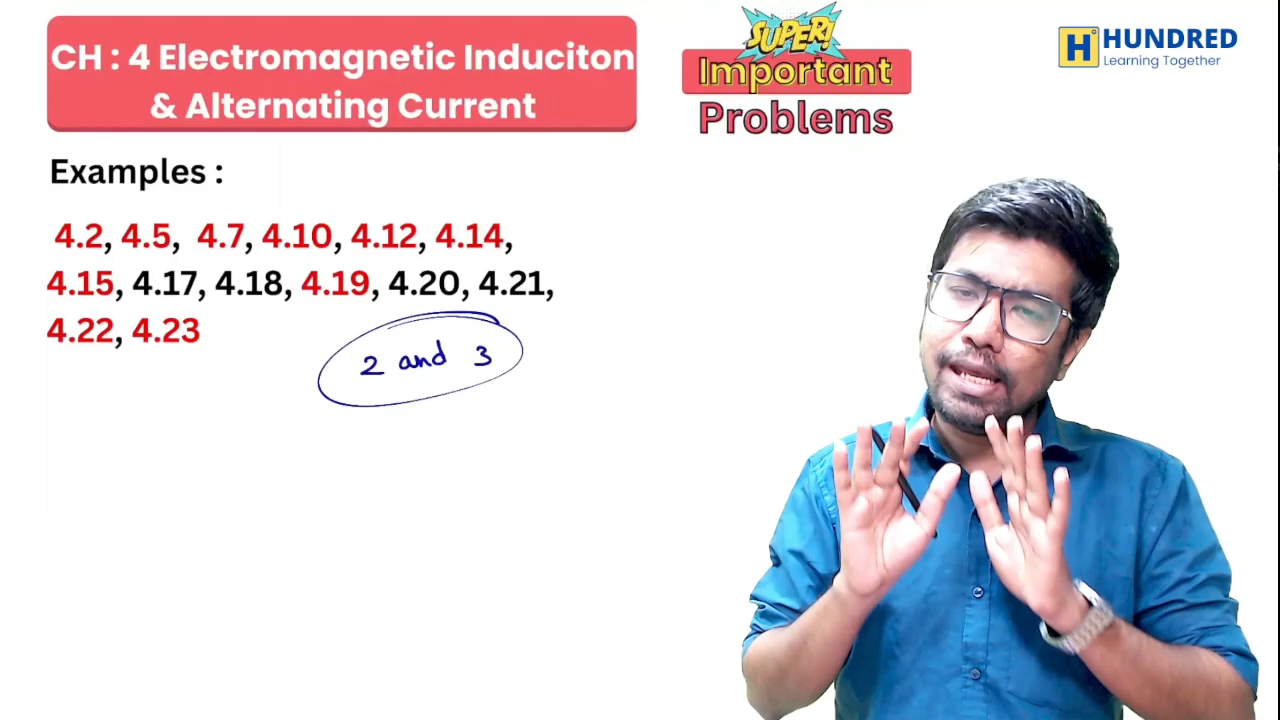 CH : 4 Electromagnetic Induciton
& Alternating Current
SUPER!
Important
Problems
H HUNDRED
Learning Together
Examples :
4.2, 4.5, 4.7, 4.10, 4.12, 4.14,
4.15, 4.17, 4.18, 4.19, 4.20, 4.21,
4.22, 4.23
2 and 3